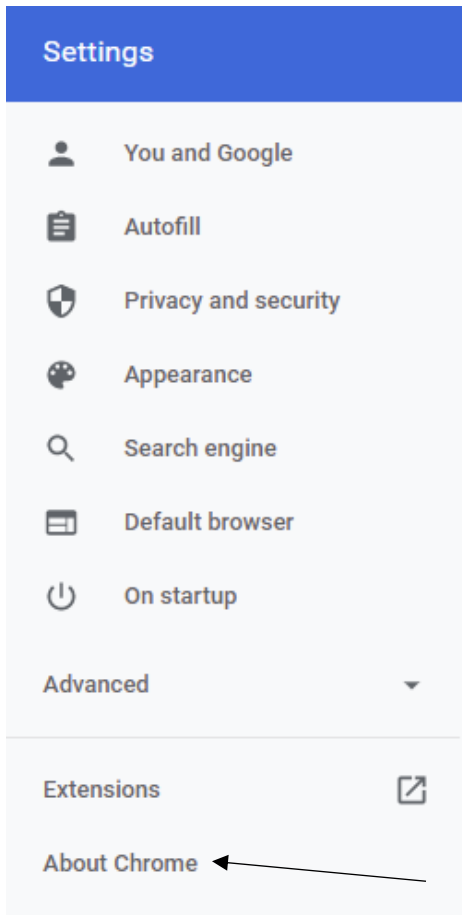 Settings
You and Google
Autofill
Privacy and security
Appearance
Search engine
Default browser
On startup
Advanced
Extensions
About Chrome